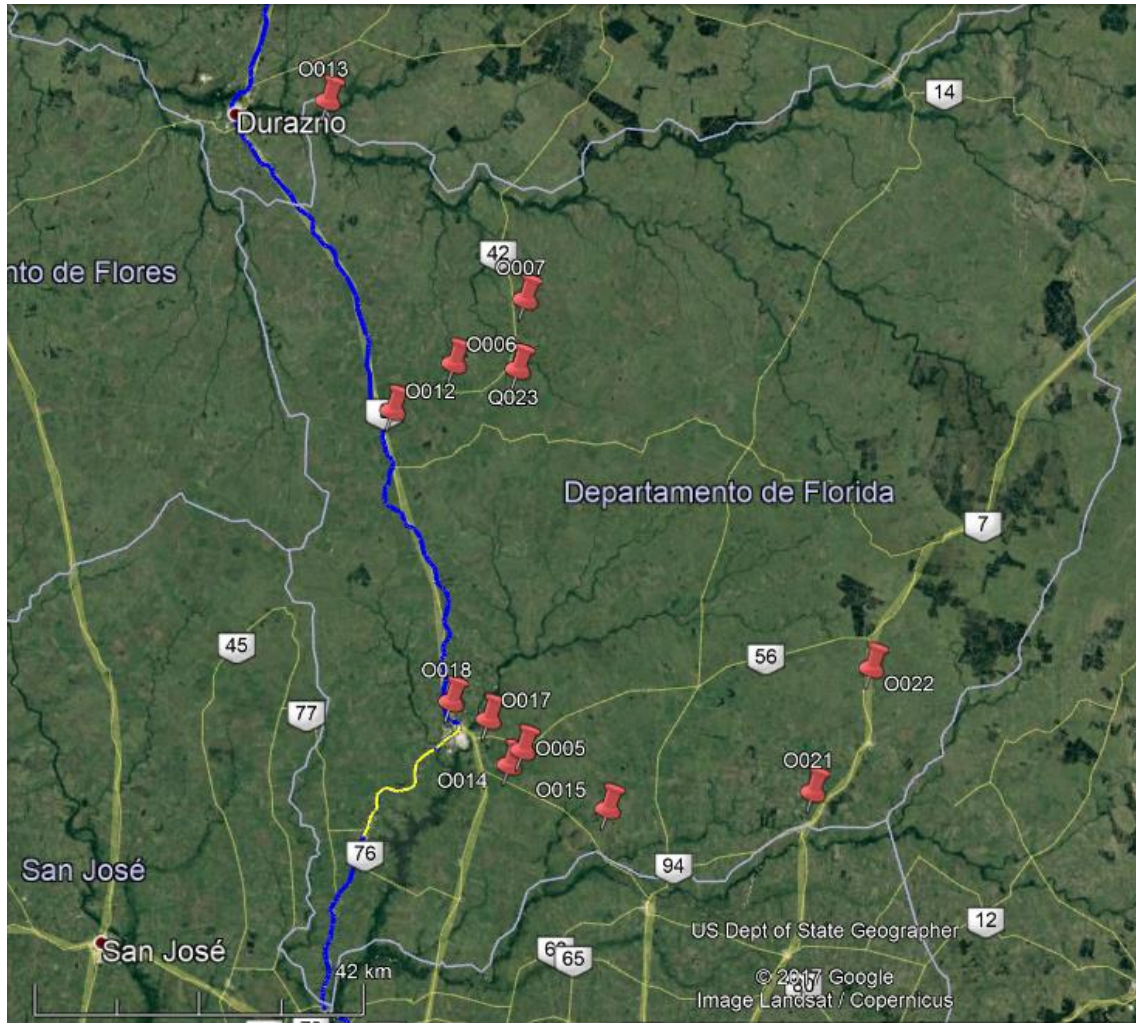 O013
14
Durazno
42
nto de Flores
O007
O006
O012
Q023
Departamento de Florida
7
45
56
O018
O022
77
O017
O005
O014
O021
O015
76
94
San José
12
US Dept of State Geographer
San José
65
42 km
© 2017 Google
Image Landsat / Copernicus